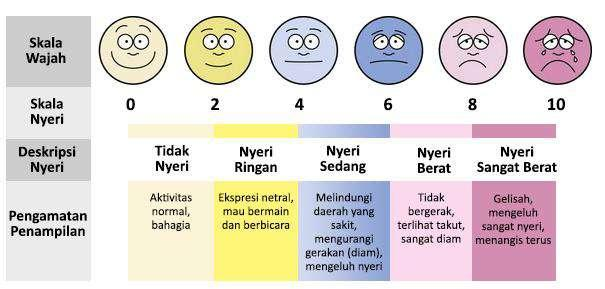 Skala
Wajah
Skala
Nyeri
0 2 4 6 8 10
Deskripsi
Nyeri
Tidak
Nyeri
Nyeri
Ringan
Nyeri
Sedang
Nyeri
Berat
Nyeri
Sangat Berat
Pengamatan
Penampilan
Aktivitas
normal,
bahagia
Ekspresi netral,
mau bermain
dan berbicara
Melindungi
daerah yang
sakit,
mengurangi
gerakan (diam),
mengeluh nyeri
Tidak
bergerak,
terlihat takut,
sangat diam
Gelisah,
mengeluh
sangat nyeri,
menangis terus